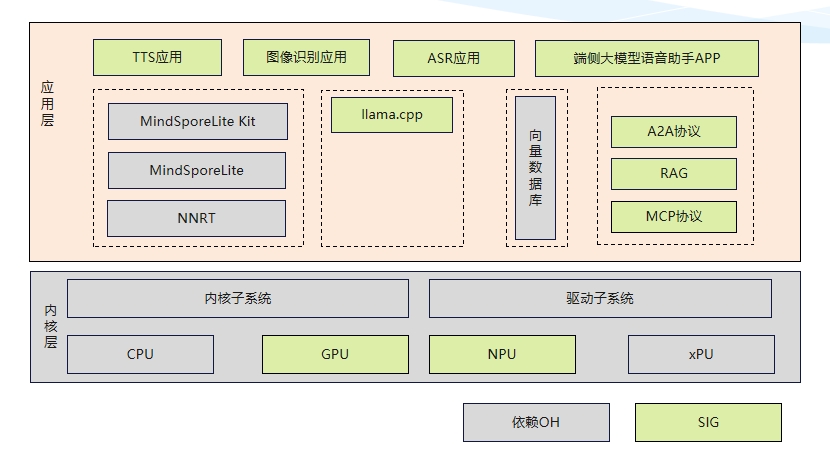 应用层
TTS应用
图像识别应用
ASR应用
端侧大模型语音助手APP
MindSporeLite Kit
MindSporeLite
NNRT
llama.cpp
向量数据库
A2A协议
RAG
MCP协议
内核层
内核子系统
驱动子系统
CPU
GPU
NPU
xPU
依赖OH
SIG